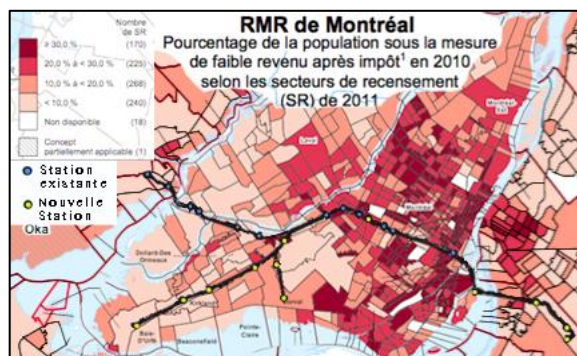 RMR de Montréal
Pourcentage de la population sous la mesure
de faible revenu après impôt¹ en 2010,
selon les secteurs de recensement
(SR) de 2011
Nombre
de SR
≥ 30,0 % (170)
20,0 % à < 30,0 % (225)
10,0 % à < 20,0 % (268)
< 10,0 % (240)
Non disponible (18)
Concept
partiellement applicable (1)
Station
existante
Nouvelle
Station
Oka
Laval
Montréal-
Est
Montréal
Dollard-Des
Ormeaux
Kirkland
Dorval
Baie-
D'Urfé
Beaconsfield
Pointe-
Claire